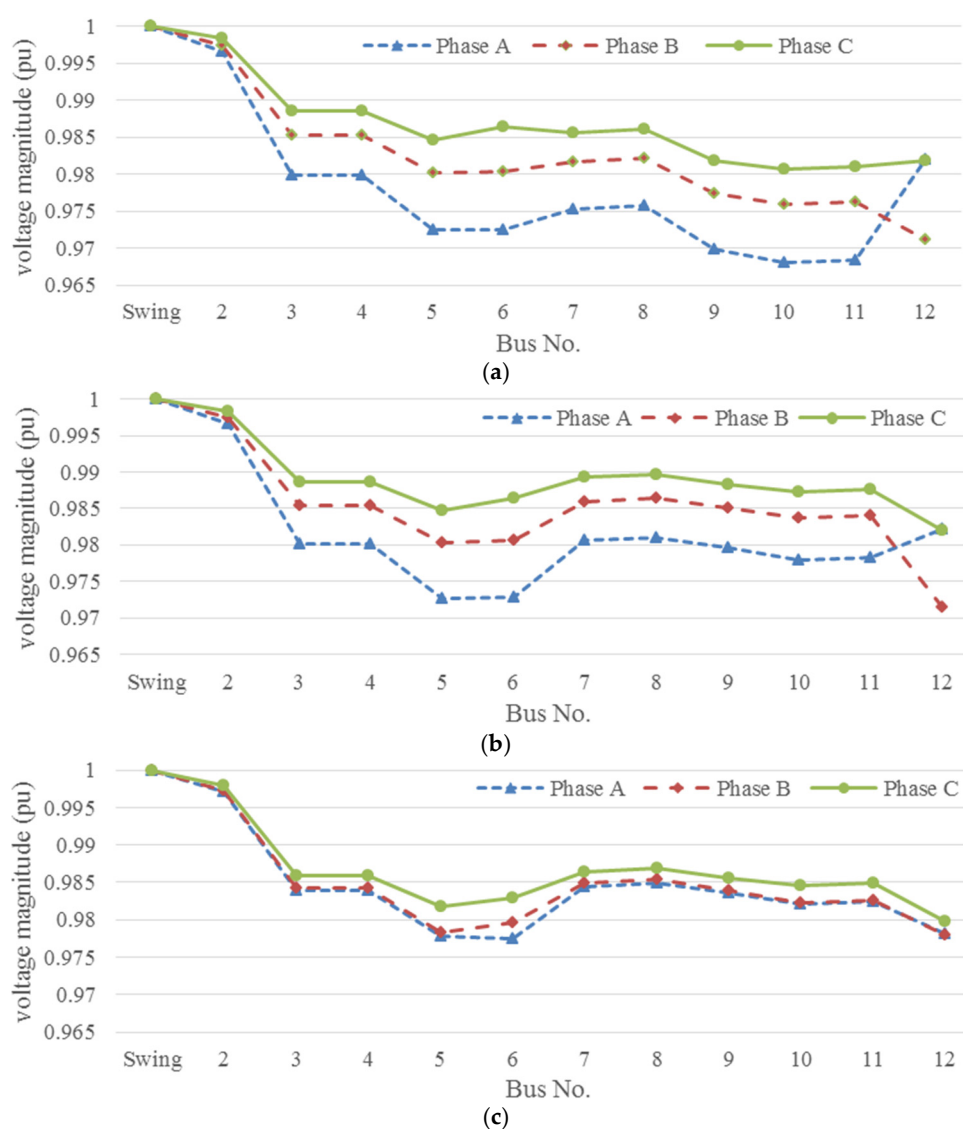 1
0.995
0.99
0.985
0.98
0.975
0.97
0.965
voltage magnitude (pu)
Phase A Phase B Phase C
Swing 2 3 4 5 6 7 8 9 10 11 12
Bus No.
(a)
1
0.995
0.99
0.985
0.98
0.975
0.97
0.965
voltage magnitude (pu)
Phase A Phase B Phase C
Swing 2 3 4 5 6 7 8 9 10 11 12
Bus No.
(b)
1
0.995
0.99
0.985
0.98
0.975
0.97
0.965
voltage magnitude (pu)
Phase A Phase B Phase C
Swing 2 3 4 5 6 7 8 9 10 11 12
Bus No.
(c)